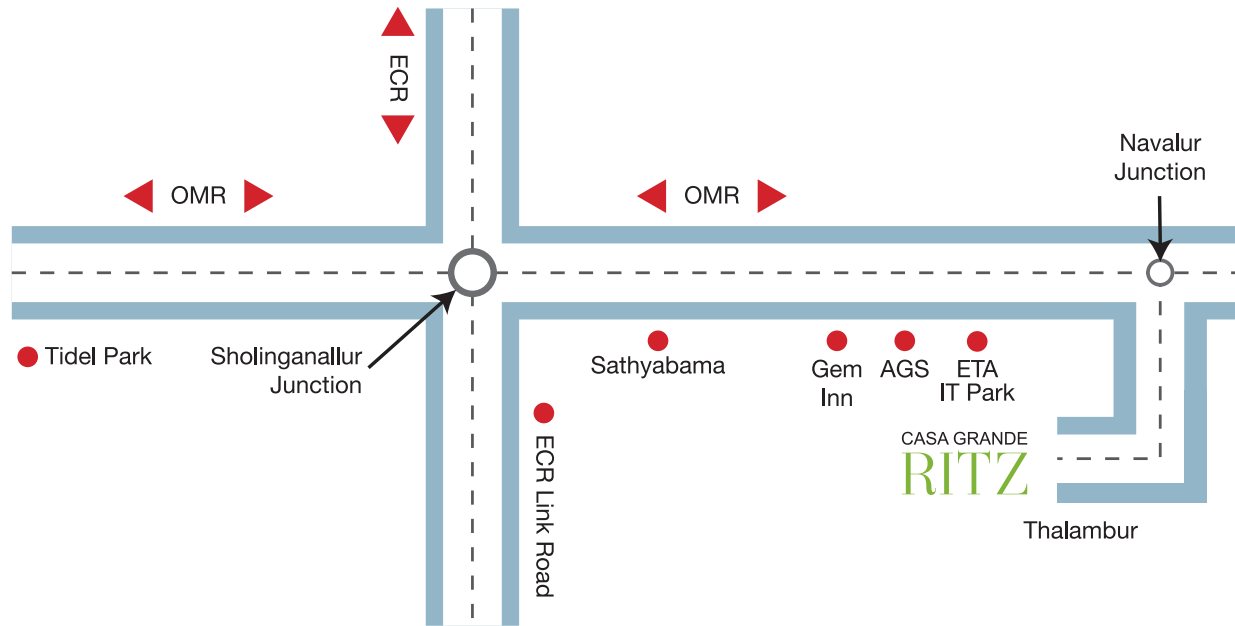 ECR
Navalur
Junction
OMR
OMR
Tidel Park
Sholinganallur
Junction
Sathyabama
Gem
Inn
AGS
ETA
IT Park
ECR Link Road
CASA GRANDE
RITZ
Thalambur